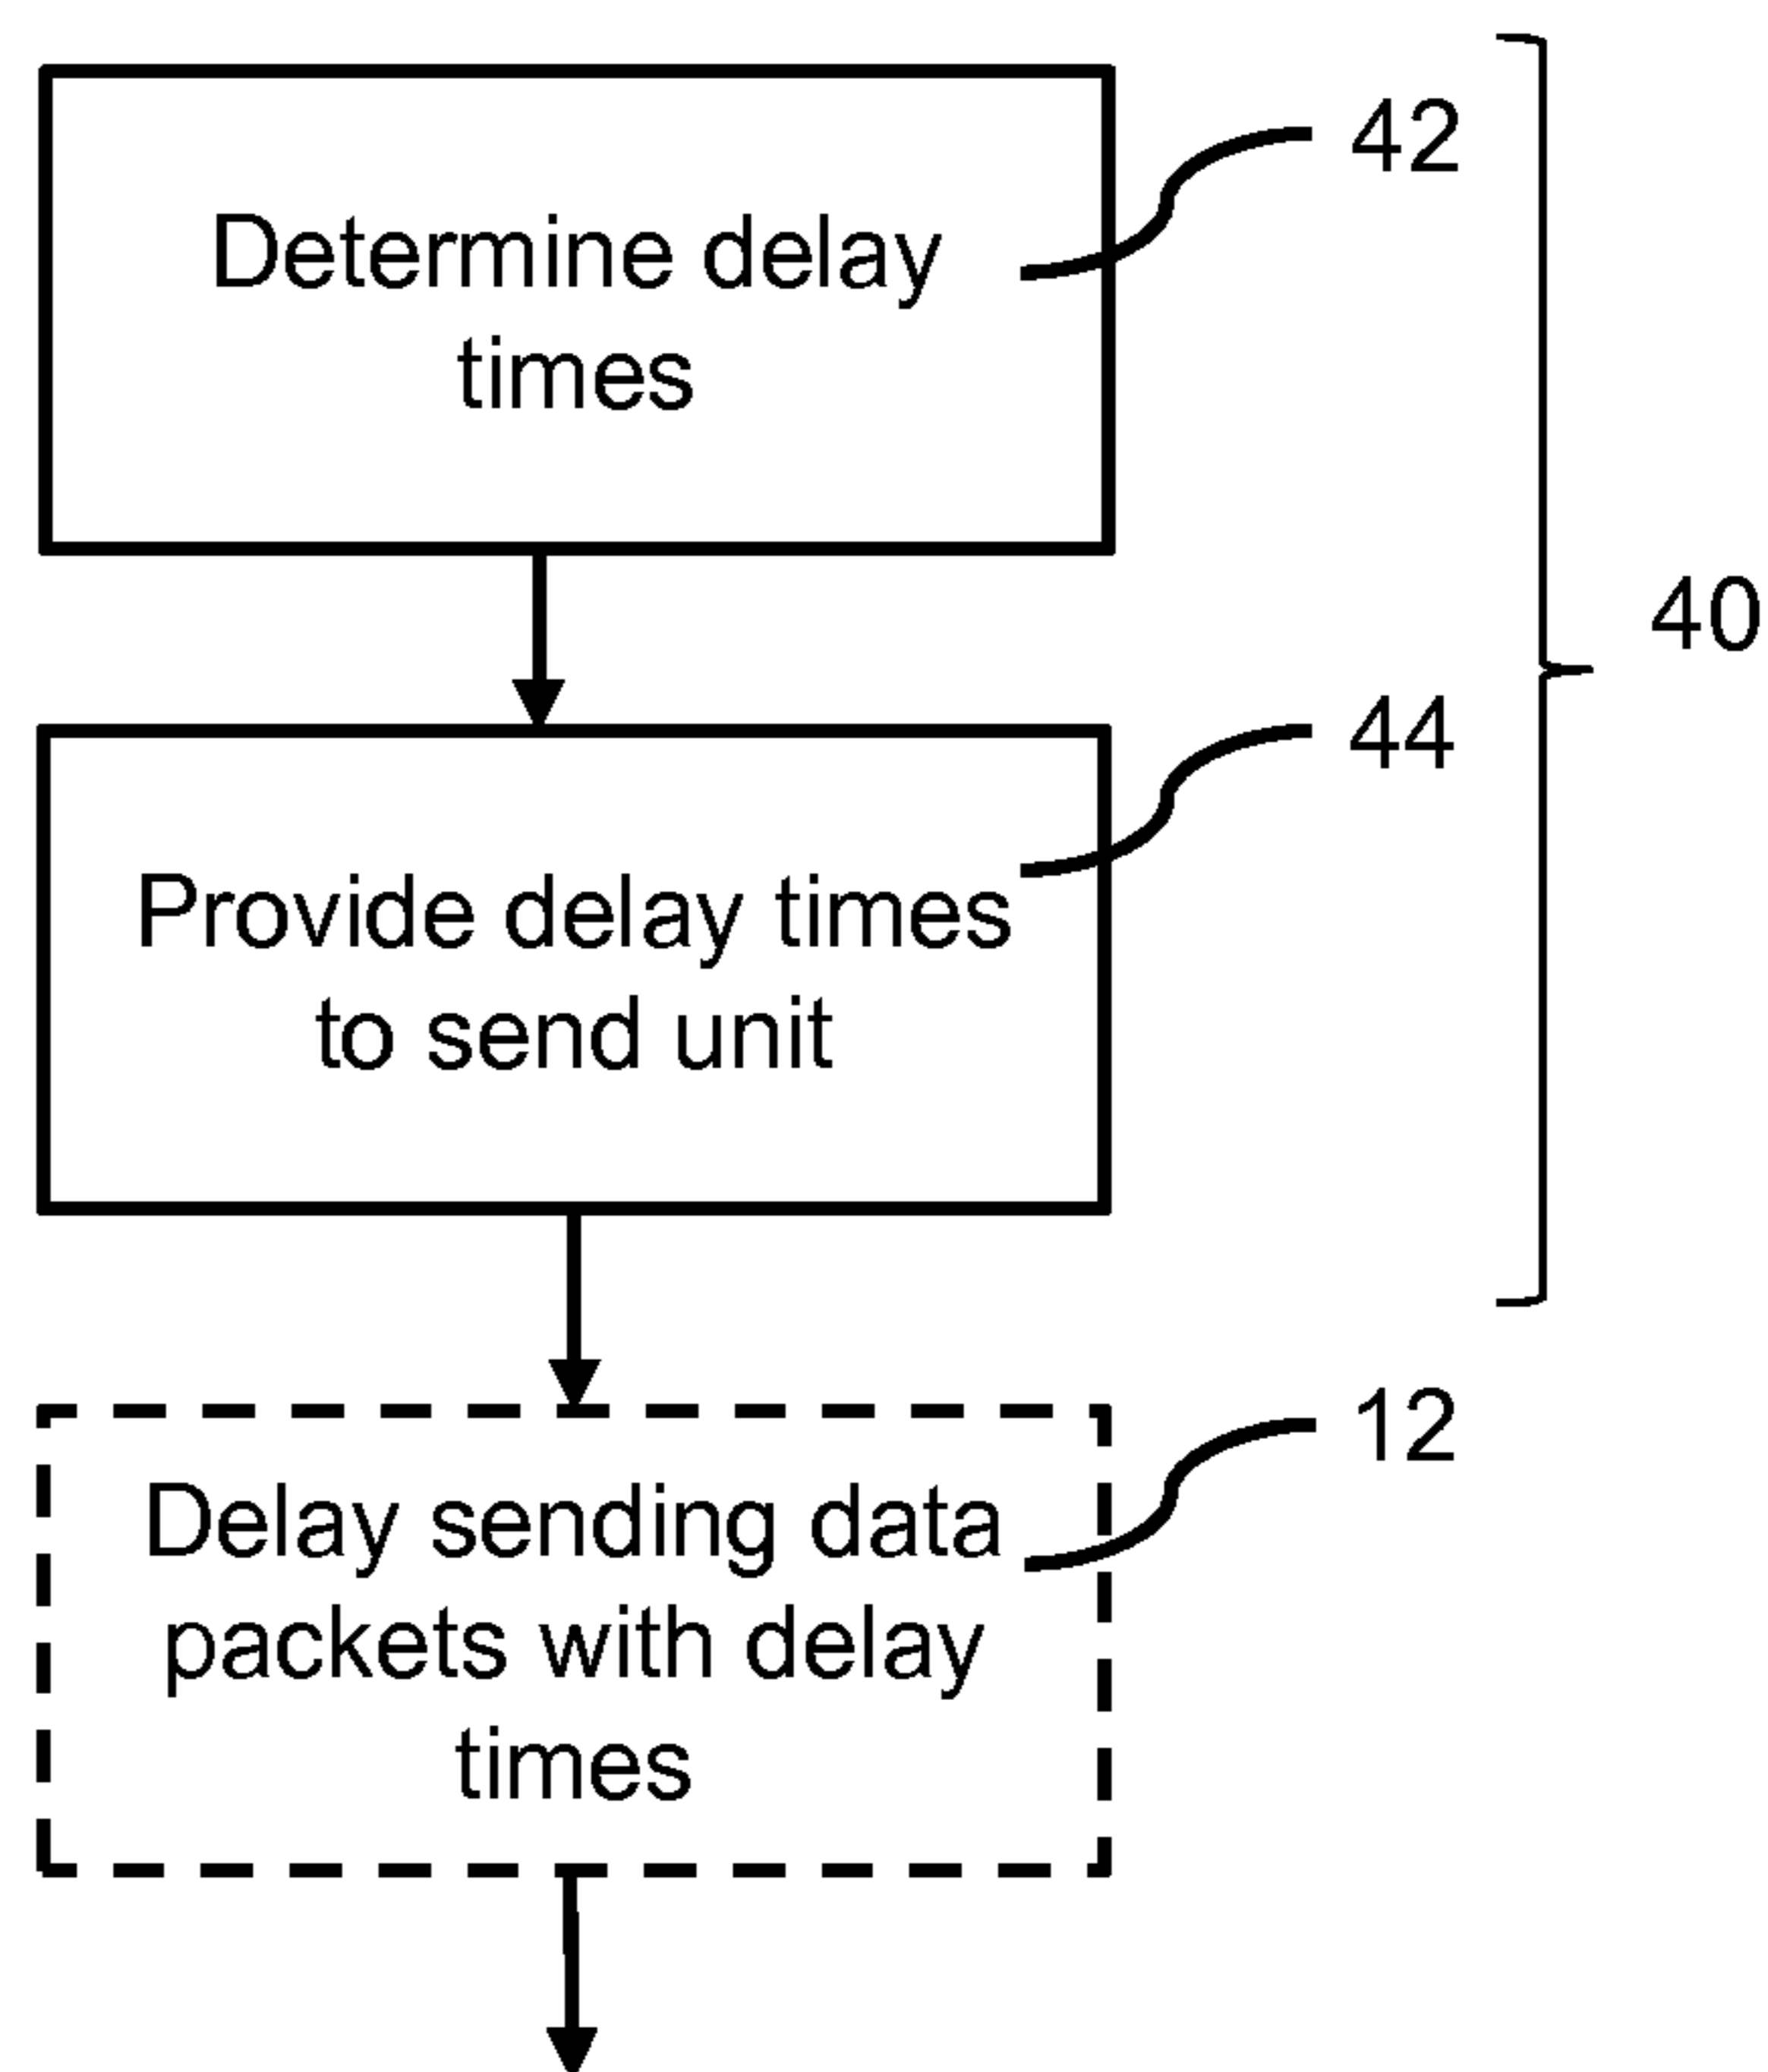 42
Determine delay
times
40
44
Provide delay times
to send unit
12
Delay sending data
packets with delay
times